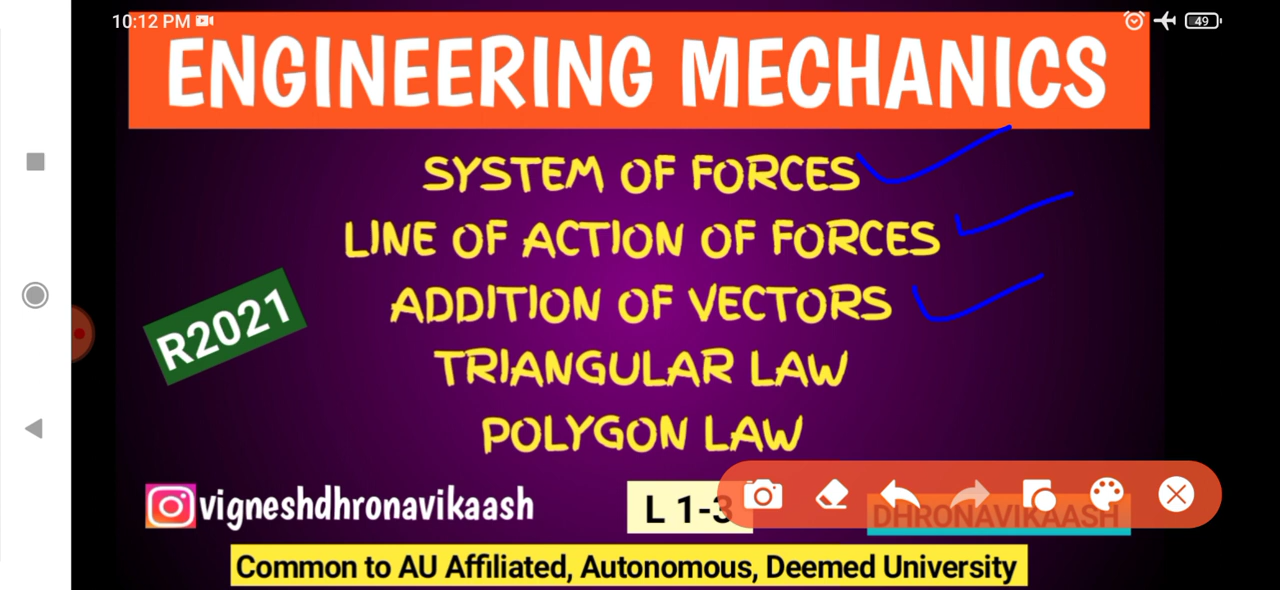 10:12 PM
49
ENGINEERING MECHANICS
SYSTEM OF FORCES
LINE OF ACTION OF FORCES
ADDITION OF VECTORS
R2021
TRIANGULAR LAW
POLYGON LAW
vigneshdhronavikaash
L 1-3
DHRONAVIKAASH
Common to AU Affiliated, Autonomous, Deemed University